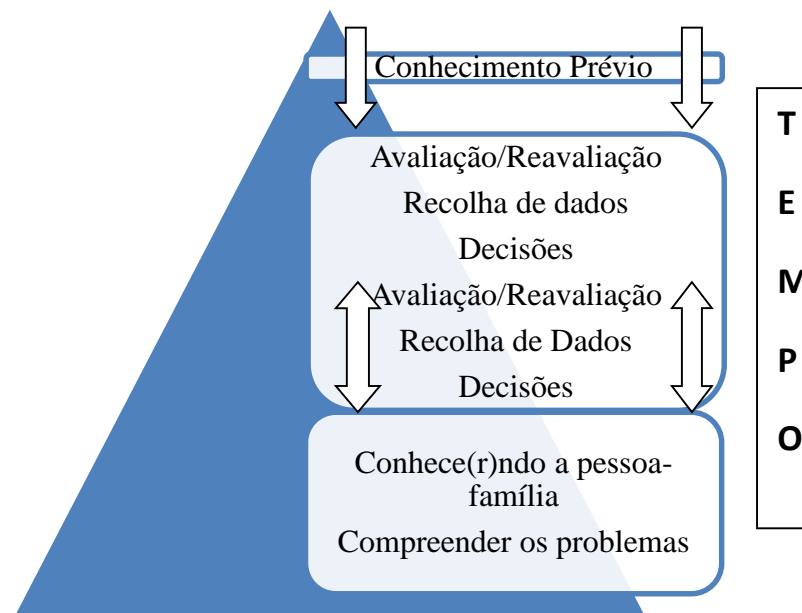 Conhecimento Prévio
Avaliação/Reavaliação
Recolha de dados
Decisões
Avaliação/Reavaliação
Recolha de Dados
Decisões
Conhece(r)ndo a pessoa-
família
Compreender os problemas
T
E
M
P
O